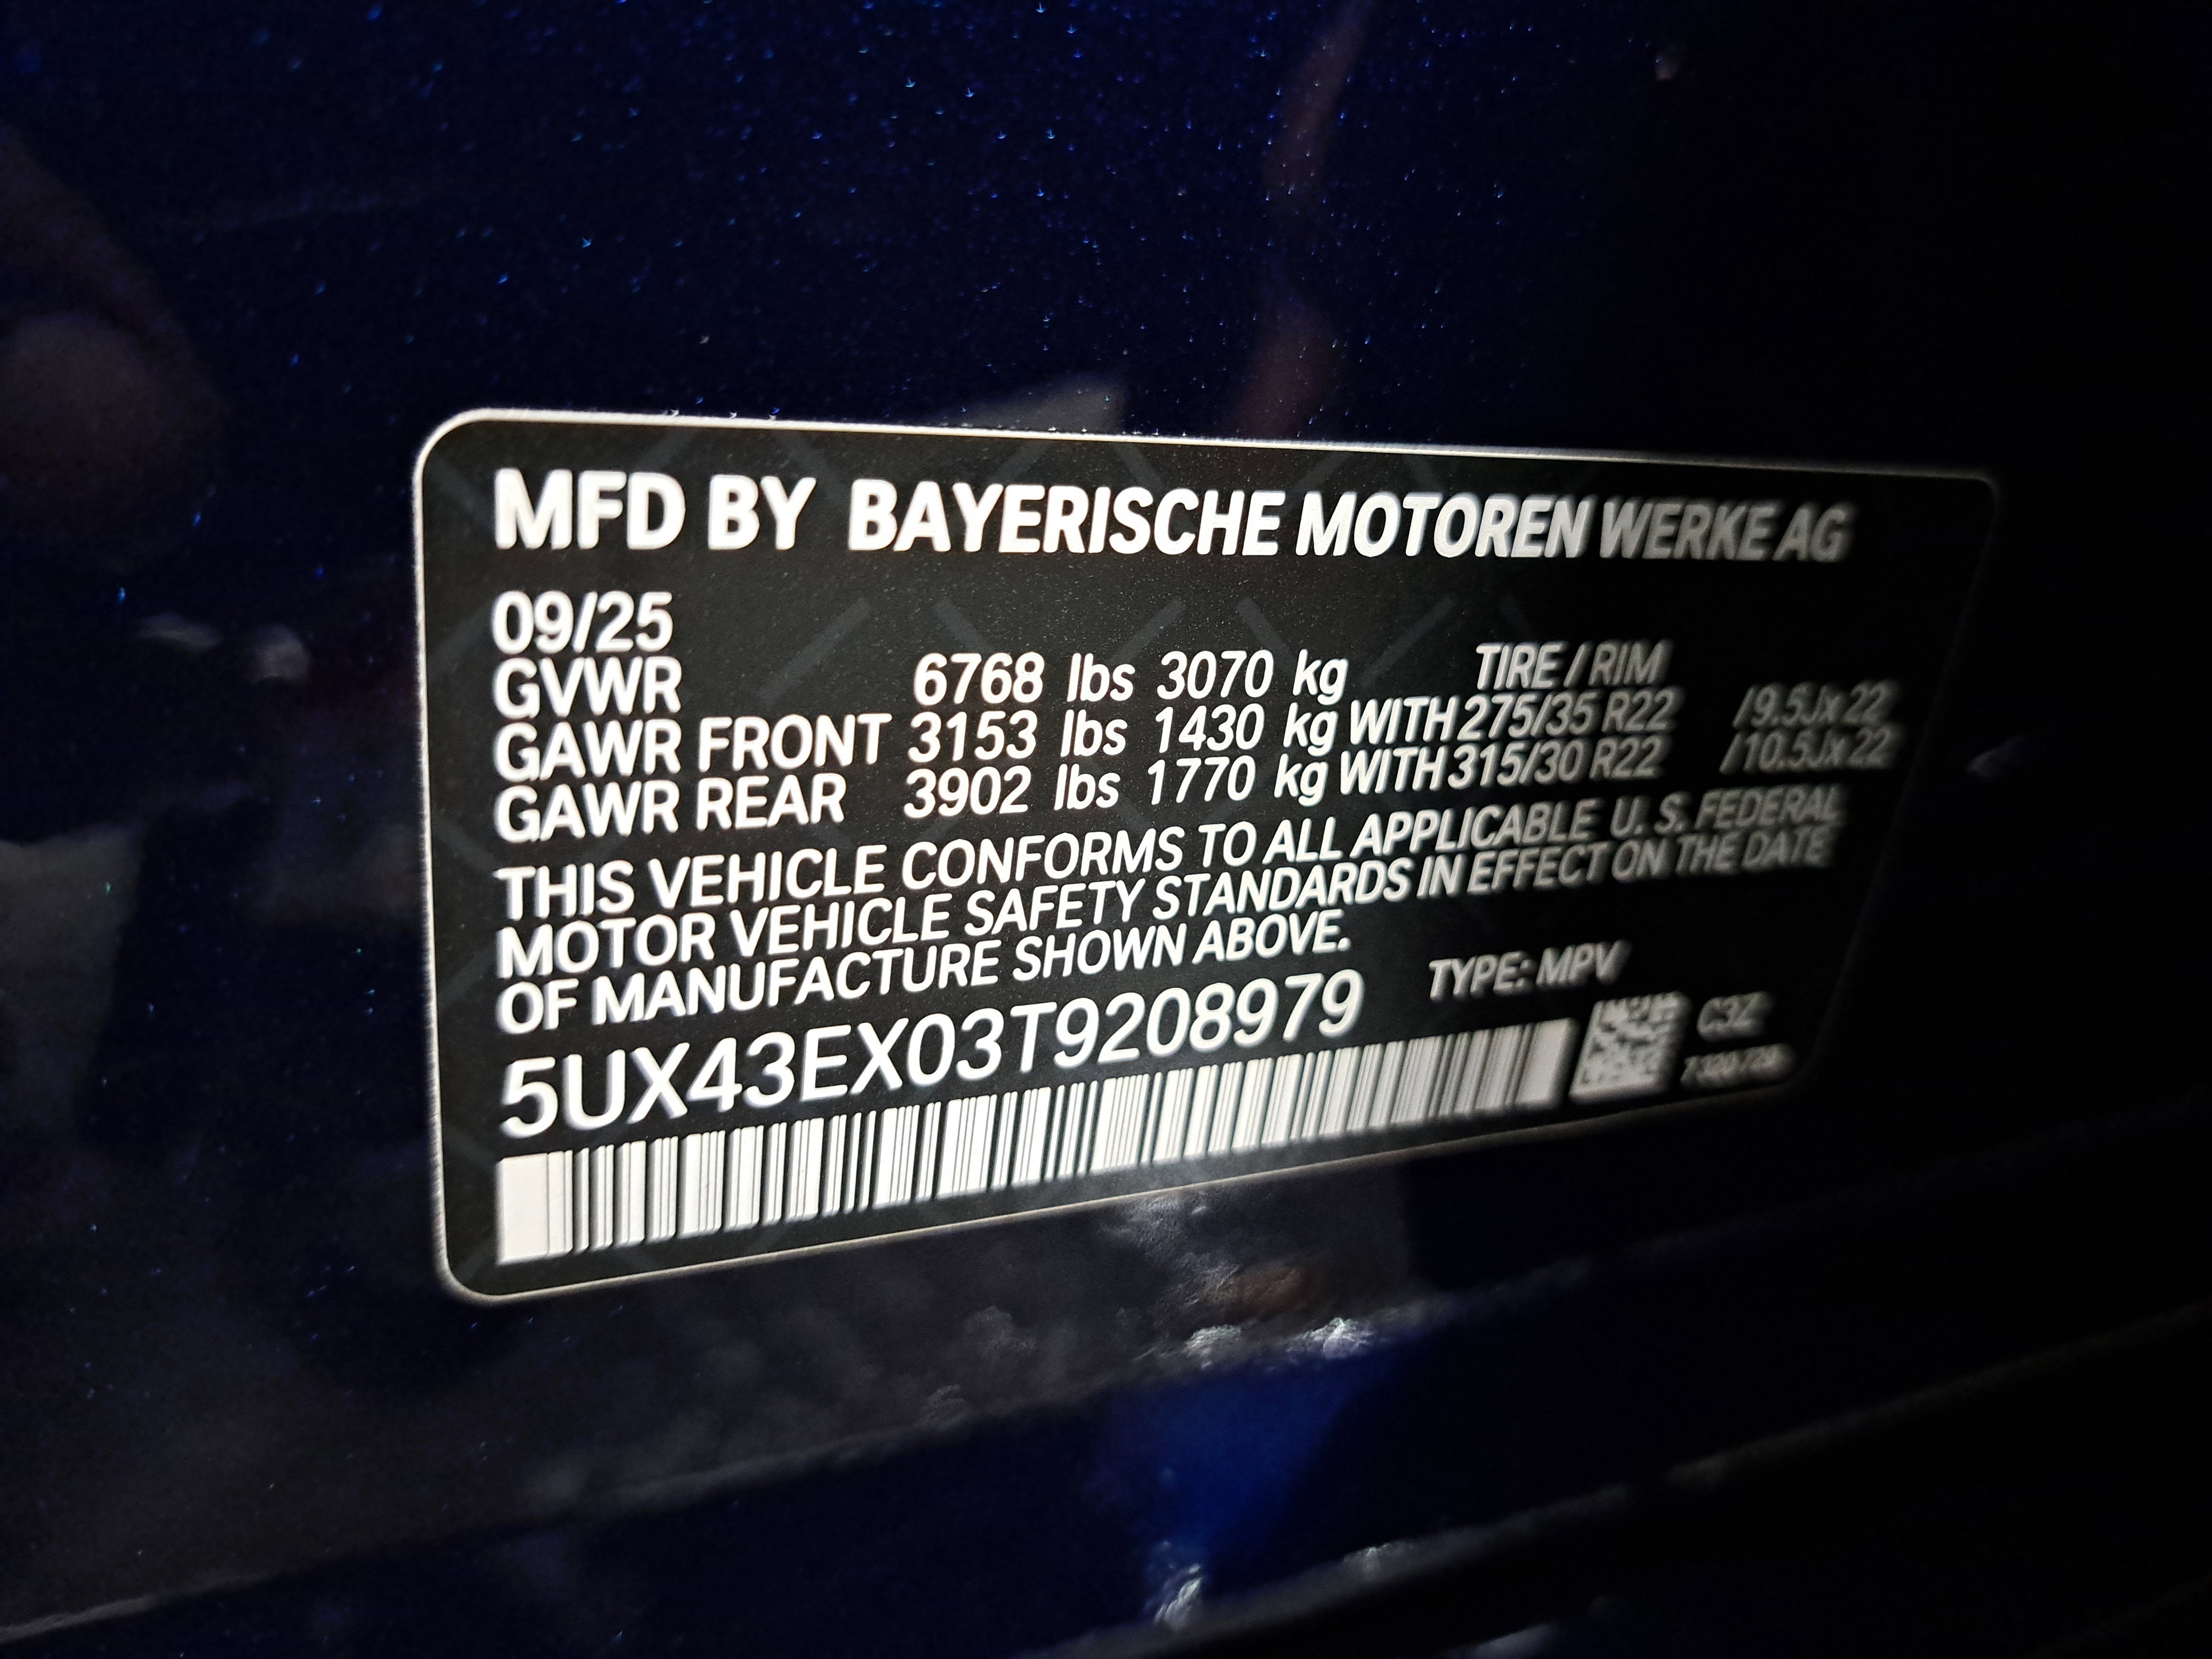 MFD BY BAYERISCHE MOTOREN WERKE AG
09/25
GVWR 6768 lbs 3070 kg TIRE / RIM
GAWR FRONT 3153 lbs 1430 kg WITH 275/35 R22 /9.5Jx22
GAWR REAR 3902 lbs 1770 kg WITH 315/30 R22 /10.5Jx22
THIS VEHICLE CONFORMS TO ALL APPLICABLE U. S. FEDERAL
MOTOR VEHICLE SAFETY STANDARDS IN EFFECT ON THE DATE
OF MANUFACTURE SHOWN ABOVE.
5UX43EX03T9208979 TYPE: MPV
C3Z